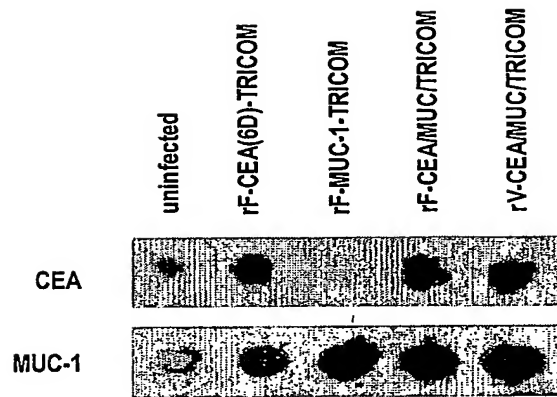 uninfected
rF-CEA(6D)-TRICOM
rF-MUC-1-TRICOM
rF-CEA/MUC/TRICOM
rV-CEA/MUC/TRICOM
CEA
MUC-1